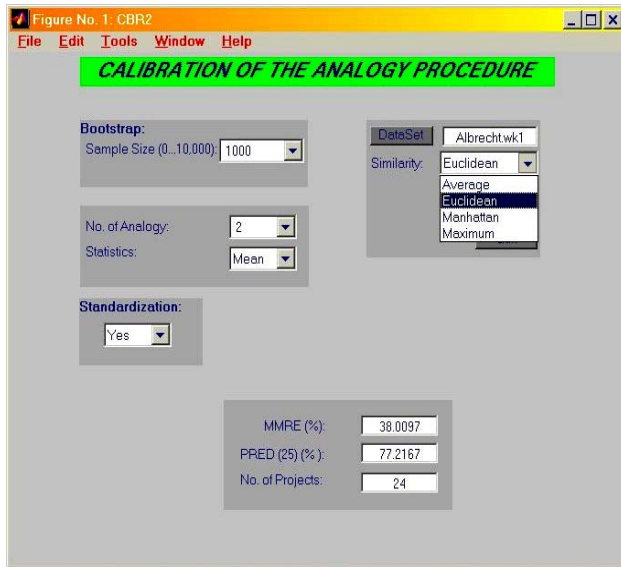 Figure No. 1: CBR2
File Edit Tools Window Help
CALIBRATION OF THE ANALOGY PROCEDURE
Bootstrap:
Sample Size (0...10,000): 1000
DataSet Albrecht.wk1
Similarity: Euclidean
Average
Euclidean
Manhattan
Maximum
No. of Analogy: 2
Statistics: Mean
Standardization:
Yes
MMRE (%): 38.0097
PRED (25) (% ): 77.2167
No. of Projects: 24